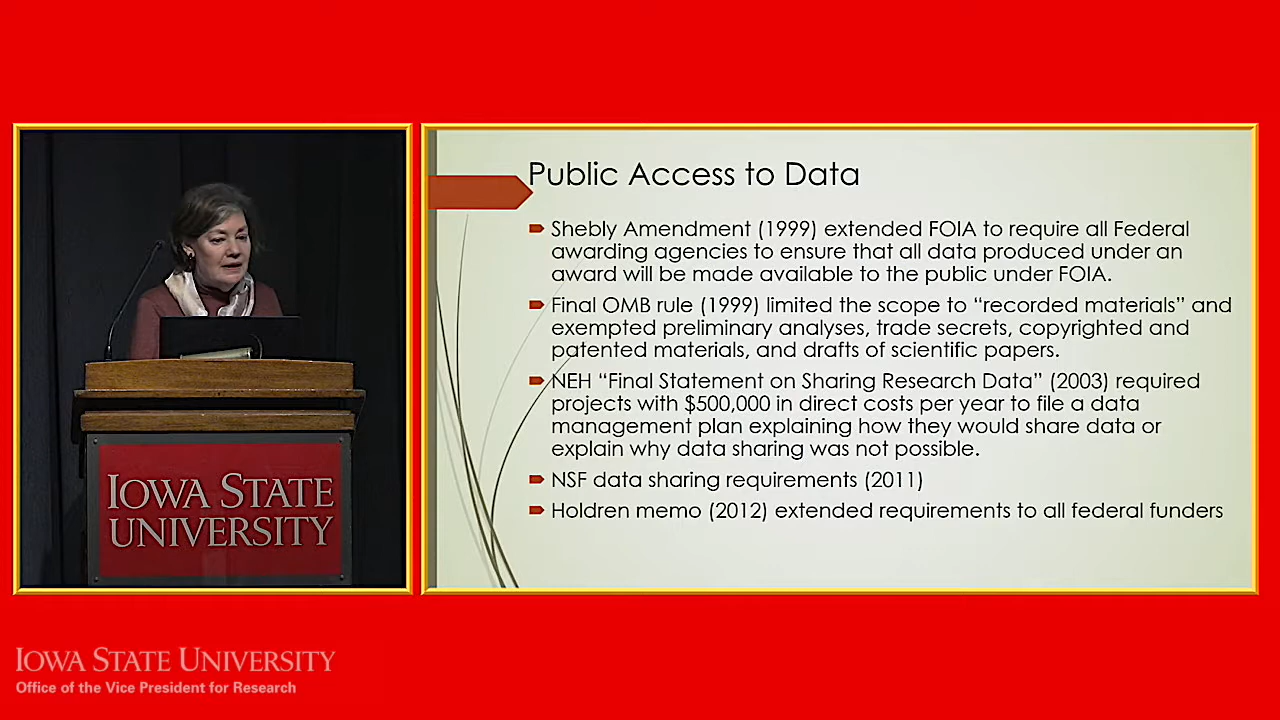 Public Access to Data
Shebly Amendment (1999) extended FOIA to require all Federal
awarding agencies to ensure that all data produced under an
award will be made available to the public under FOIA.
Final OMB rule (1999) limited the scope to “recorded materials” and
exempted preliminary analyses, trade secrets, copyrighted and
patented materials, and drafts of scientific papers.
NEH “Final Statement on Sharing Research Data” (2003) required
projects with $500,000 in direct costs per year to file a data
management plan explaining how they would share data or
explain why data sharing was not possible.
NSF data sharing requirements (2011)
Holdren memo (2012) extended requirements to all federal funders
IOWA STATE
UNIVERSITY
IOWA STATE UNIVERSITY
Office of the Vice President for Research